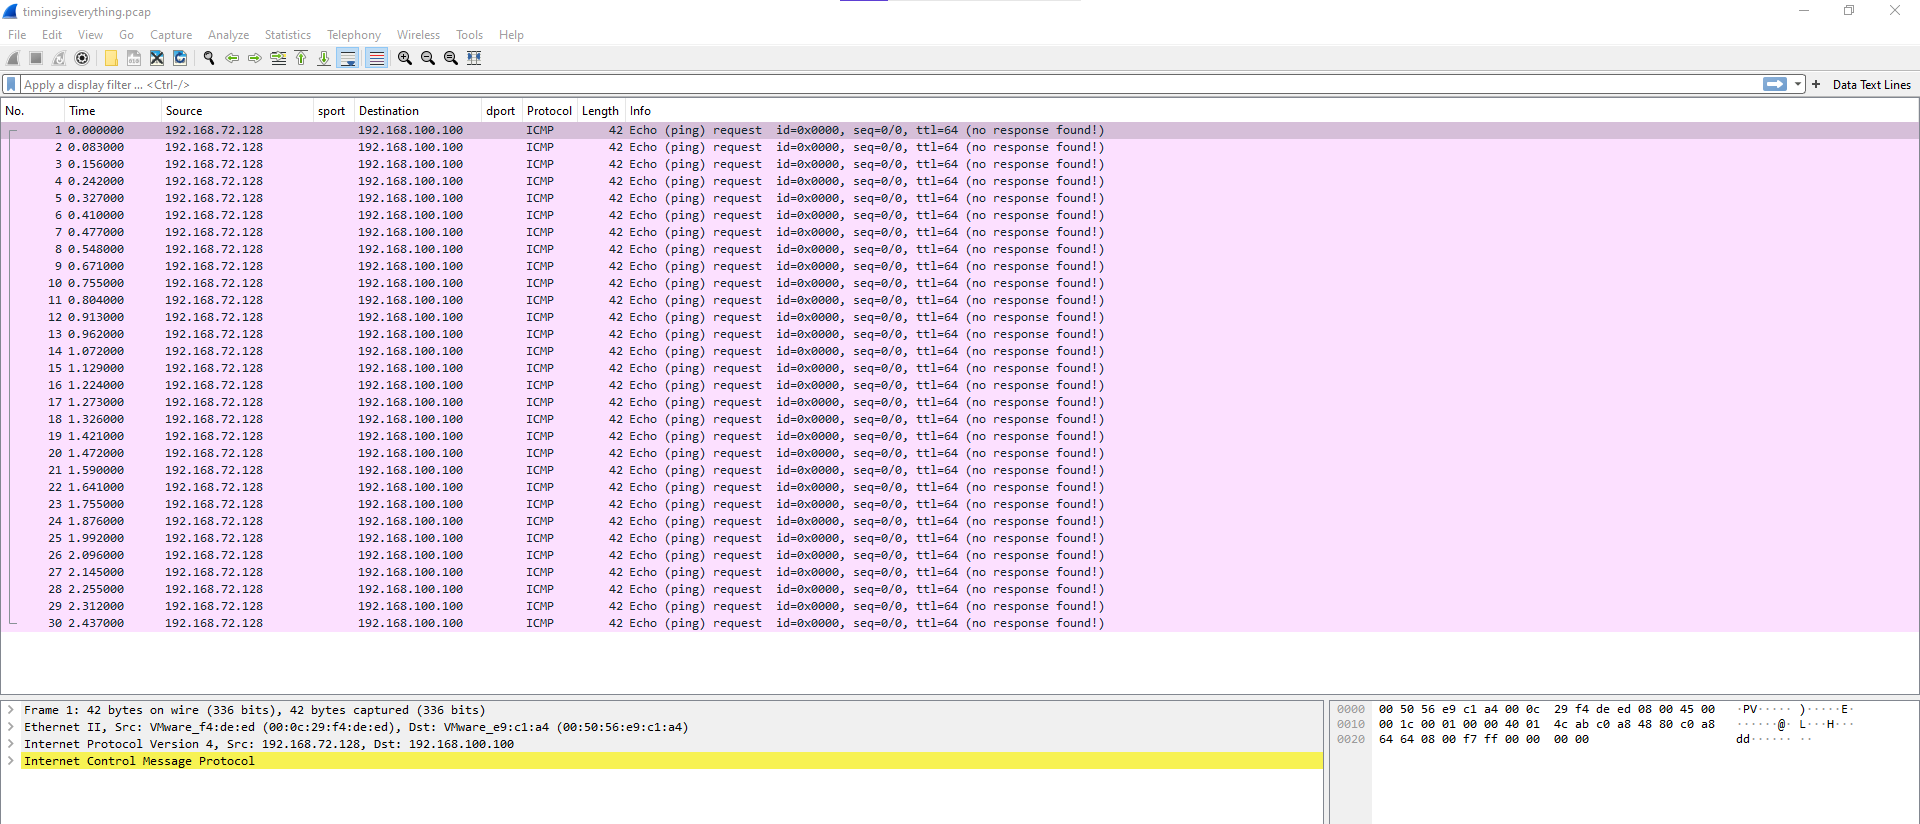 timingiseverything.pcap
File Edit View Go Capture Analyze Statistics Telephony Wireless Tools Help
Apply a display filter ... <Ctrl-/> + Data Text Lines
No. Time Source sport Destination dport Protocol Length Info
1 0.000000 192.168.72.128 192.168.100.100 ICMP 42 Echo (ping) request id=0x0000, seq=0/0, ttl=64 (no response found!)
2 0.083000 192.168.72.128 192.168.100.100 ICMP 42 Echo (ping) request id=0x0000, seq=0/0, ttl=64 (no response found!)
3 0.156000 192.168.72.128 192.168.100.100 ICMP 42 Echo (ping) request id=0x0000, seq=0/0, ttl=64 (no response found!)
4 0.242000 192.168.72.128 192.168.100.100 ICMP 42 Echo (ping) request id=0x0000, seq=0/0, ttl=64 (no response found!)
5 0.327000 192.168.72.128 192.168.100.100 ICMP 42 Echo (ping) request id=0x0000, seq=0/0, ttl=64 (no response found!)
6 0.410000 192.168.72.128 192.168.100.100 ICMP 42 Echo (ping) request id=0x0000, seq=0/0, ttl=64 (no response found!)
7 0.477000 192.168.72.128 192.168.100.100 ICMP 42 Echo (ping) request id=0x0000, seq=0/0, ttl=64 (no response found!)
8 0.548000 192.168.72.128 192.168.100.100 ICMP 42 Echo (ping) request id=0x0000, seq=0/0, ttl=64 (no response found!)
9 0.671000 192.168.72.128 192.168.100.100 ICMP 42 Echo (ping) request id=0x0000, seq=0/0, ttl=64 (no response found!)
10 0.755000 192.168.72.128 192.168.100.100 ICMP 42 Echo (ping) request id=0x0000, seq=0/0, ttl=64 (no response found!)
11 0.804000 192.168.72.128 192.168.100.100 ICMP 42 Echo (ping) request id=0x0000, seq=0/0, ttl=64 (no response found!)
12 0.913000 192.168.72.128 192.168.100.100 ICMP 42 Echo (ping) request id=0x0000, seq=0/0, ttl=64 (no response found!)
13 0.962000 192.168.72.128 192.168.100.100 ICMP 42 Echo (ping) request id=0x0000, seq=0/0, ttl=64 (no response found!)
14 1.072000 192.168.72.128 192.168.100.100 ICMP 42 Echo (ping) request id=0x0000, seq=0/0, ttl=64 (no response found!)
15 1.129000 192.168.72.128 192.168.100.100 ICMP 42 Echo (ping) request id=0x0000, seq=0/0, ttl=64 (no response found!)
16 1.224000 192.168.72.128 192.168.100.100 ICMP 42 Echo (ping) request id=0x0000, seq=0/0, ttl=64 (no response found!)
17 1.273000 192.168.72.128 192.168.100.100 ICMP 42 Echo (ping) request id=0x0000, seq=0/0, ttl=64 (no response found!)
18 1.326000 192.168.72.128 192.168.100.100 ICMP 42 Echo (ping) request id=0x0000, seq=0/0, ttl=64 (no response found!)
19 1.421000 192.168.72.128 192.168.100.100 ICMP 42 Echo (ping) request id=0x0000, seq=0/0, ttl=64 (no response found!)
20 1.472000 192.168.72.128 192.168.100.100 ICMP 42 Echo (ping) request id=0x0000, seq=0/0, ttl=64 (no response found!)
21 1.590000 192.168.72.128 192.168.100.100 ICMP 42 Echo (ping) request id=0x0000, seq=0/0, ttl=64 (no response found!)
22 1.641000 192.168.72.128 192.168.100.100 ICMP 42 Echo (ping) request id=0x0000, seq=0/0, ttl=64 (no response found!)
23 1.755000 192.168.72.128 192.168.100.100 ICMP 42 Echo (ping) request id=0x0000, seq=0/0, ttl=64 (no response found!)
24 1.876000 192.168.72.128 192.168.100.100 ICMP 42 Echo (ping) request id=0x0000, seq=0/0, ttl=64 (no response found!)
25 1.992000 192.168.72.128 192.168.100.100 ICMP 42 Echo (ping) request id=0x0000, seq=0/0, ttl=64 (no response found!)
26 2.096000 192.168.72.128 192.168.100.100 ICMP 42 Echo (ping) request id=0x0000, seq=0/0, ttl=64 (no response found!)
27 2.145000 192.168.72.128 192.168.100.100 ICMP 42 Echo (ping) request id=0x0000, seq=0/0, ttl=64 (no response found!)
28 2.255000 192.168.72.128 192.168.100.100 ICMP 42 Echo (ping) request id=0x0000, seq=0/0, ttl=64 (no response found!)
29 2.312000 192.168.72.128 192.168.100.100 ICMP 42 Echo (ping) request id=0x0000, seq=0/0, ttl=64 (no response found!)
30 2.437000 192.168.72.128 192.168.100.100 ICMP 42 Echo (ping) request id=0x0000, seq=0/0, ttl=64 (no response found!)
Frame 1: 42 bytes on wire (336 bits), 42 bytes captured (336 bits)
Ethernet II, Src: VMware_f4:de:ed (00:0c:29:f4:de:ed), Dst: VMware_e9:c1:a4 (00:50:56:e9:c1:a4)
Internet Protocol Version 4, Src: 192.168.72.128, Dst: 192.168.100.100
Internet Control Message Protocol
0000 00 50 56 e9 c1 a4 00 0c 29 f4 de ed 08 00 45 00 ·PV····· )·····E·
0010 00 1c 00 01 00 00 40 01 4c ab c0 a8 48 80 c0 a8 ······@· L···H···
0020 64 64 08 00 f7 ff 00 00 00 00 dd······ ··